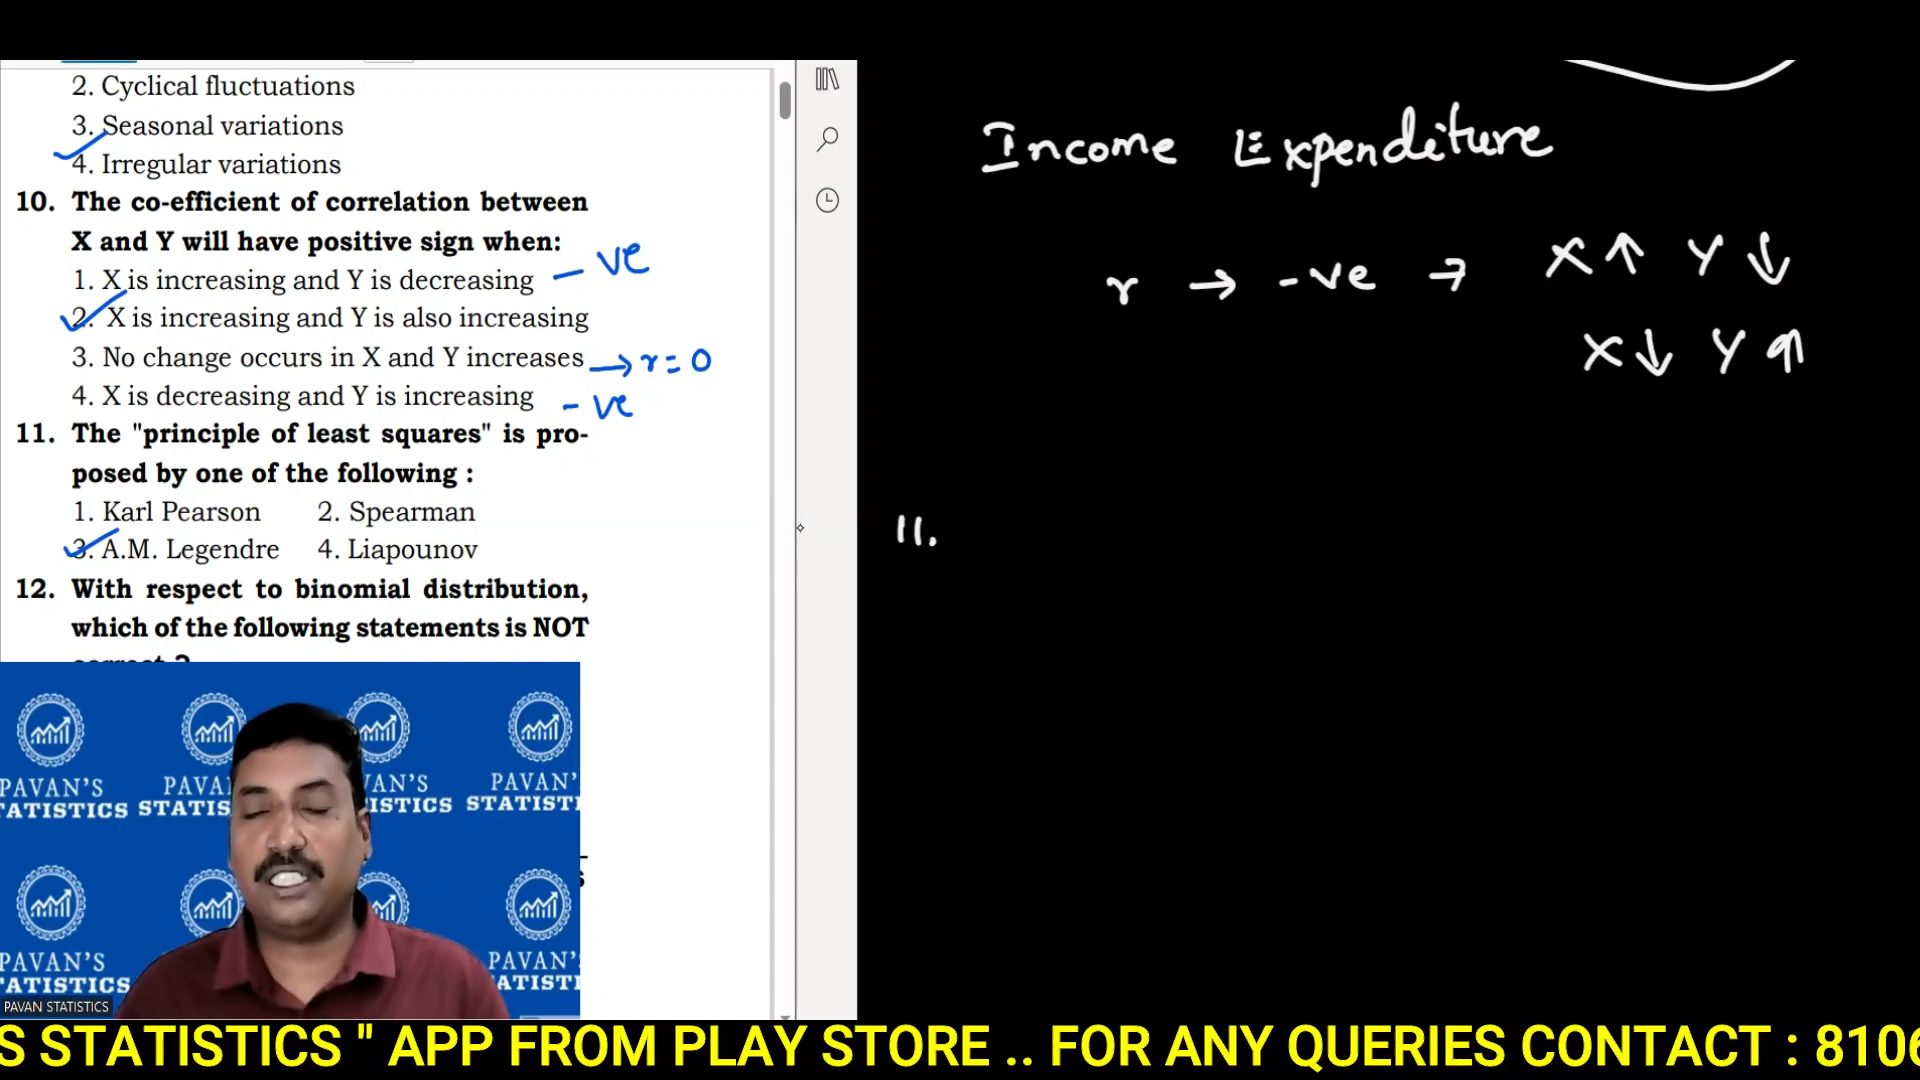 2. Cyclical fluctuations
3. Seasonal variations
4. Irregular variations
10. The co-efficient of correlation between
X and Y will have positive sign when:
1. X is increasing and Y is decreasing - ve
2. X is increasing and Y is also increasing
3. No change occurs in X and Y increases → r = 0
4. X is decreasing and Y is increasing - ve
11. The "principle of least squares" is pro-
posed by one of the following :
1. Karl Pearson 2. Spearman
3. A.M. Legendre 4. Liapounov
12. With respect to binomial distribution,
which of the following statements is NOT
correct ?
Income Expenditure
r → -ve → X ↑ Y ↓
X ↓ Y ↑
11.
PAVAN'S
STATISTICS
PAVAN STATISTICS
S STATISTICS " APP FROM PLAY STORE .. FOR ANY QUERIES CONTACT : 8106